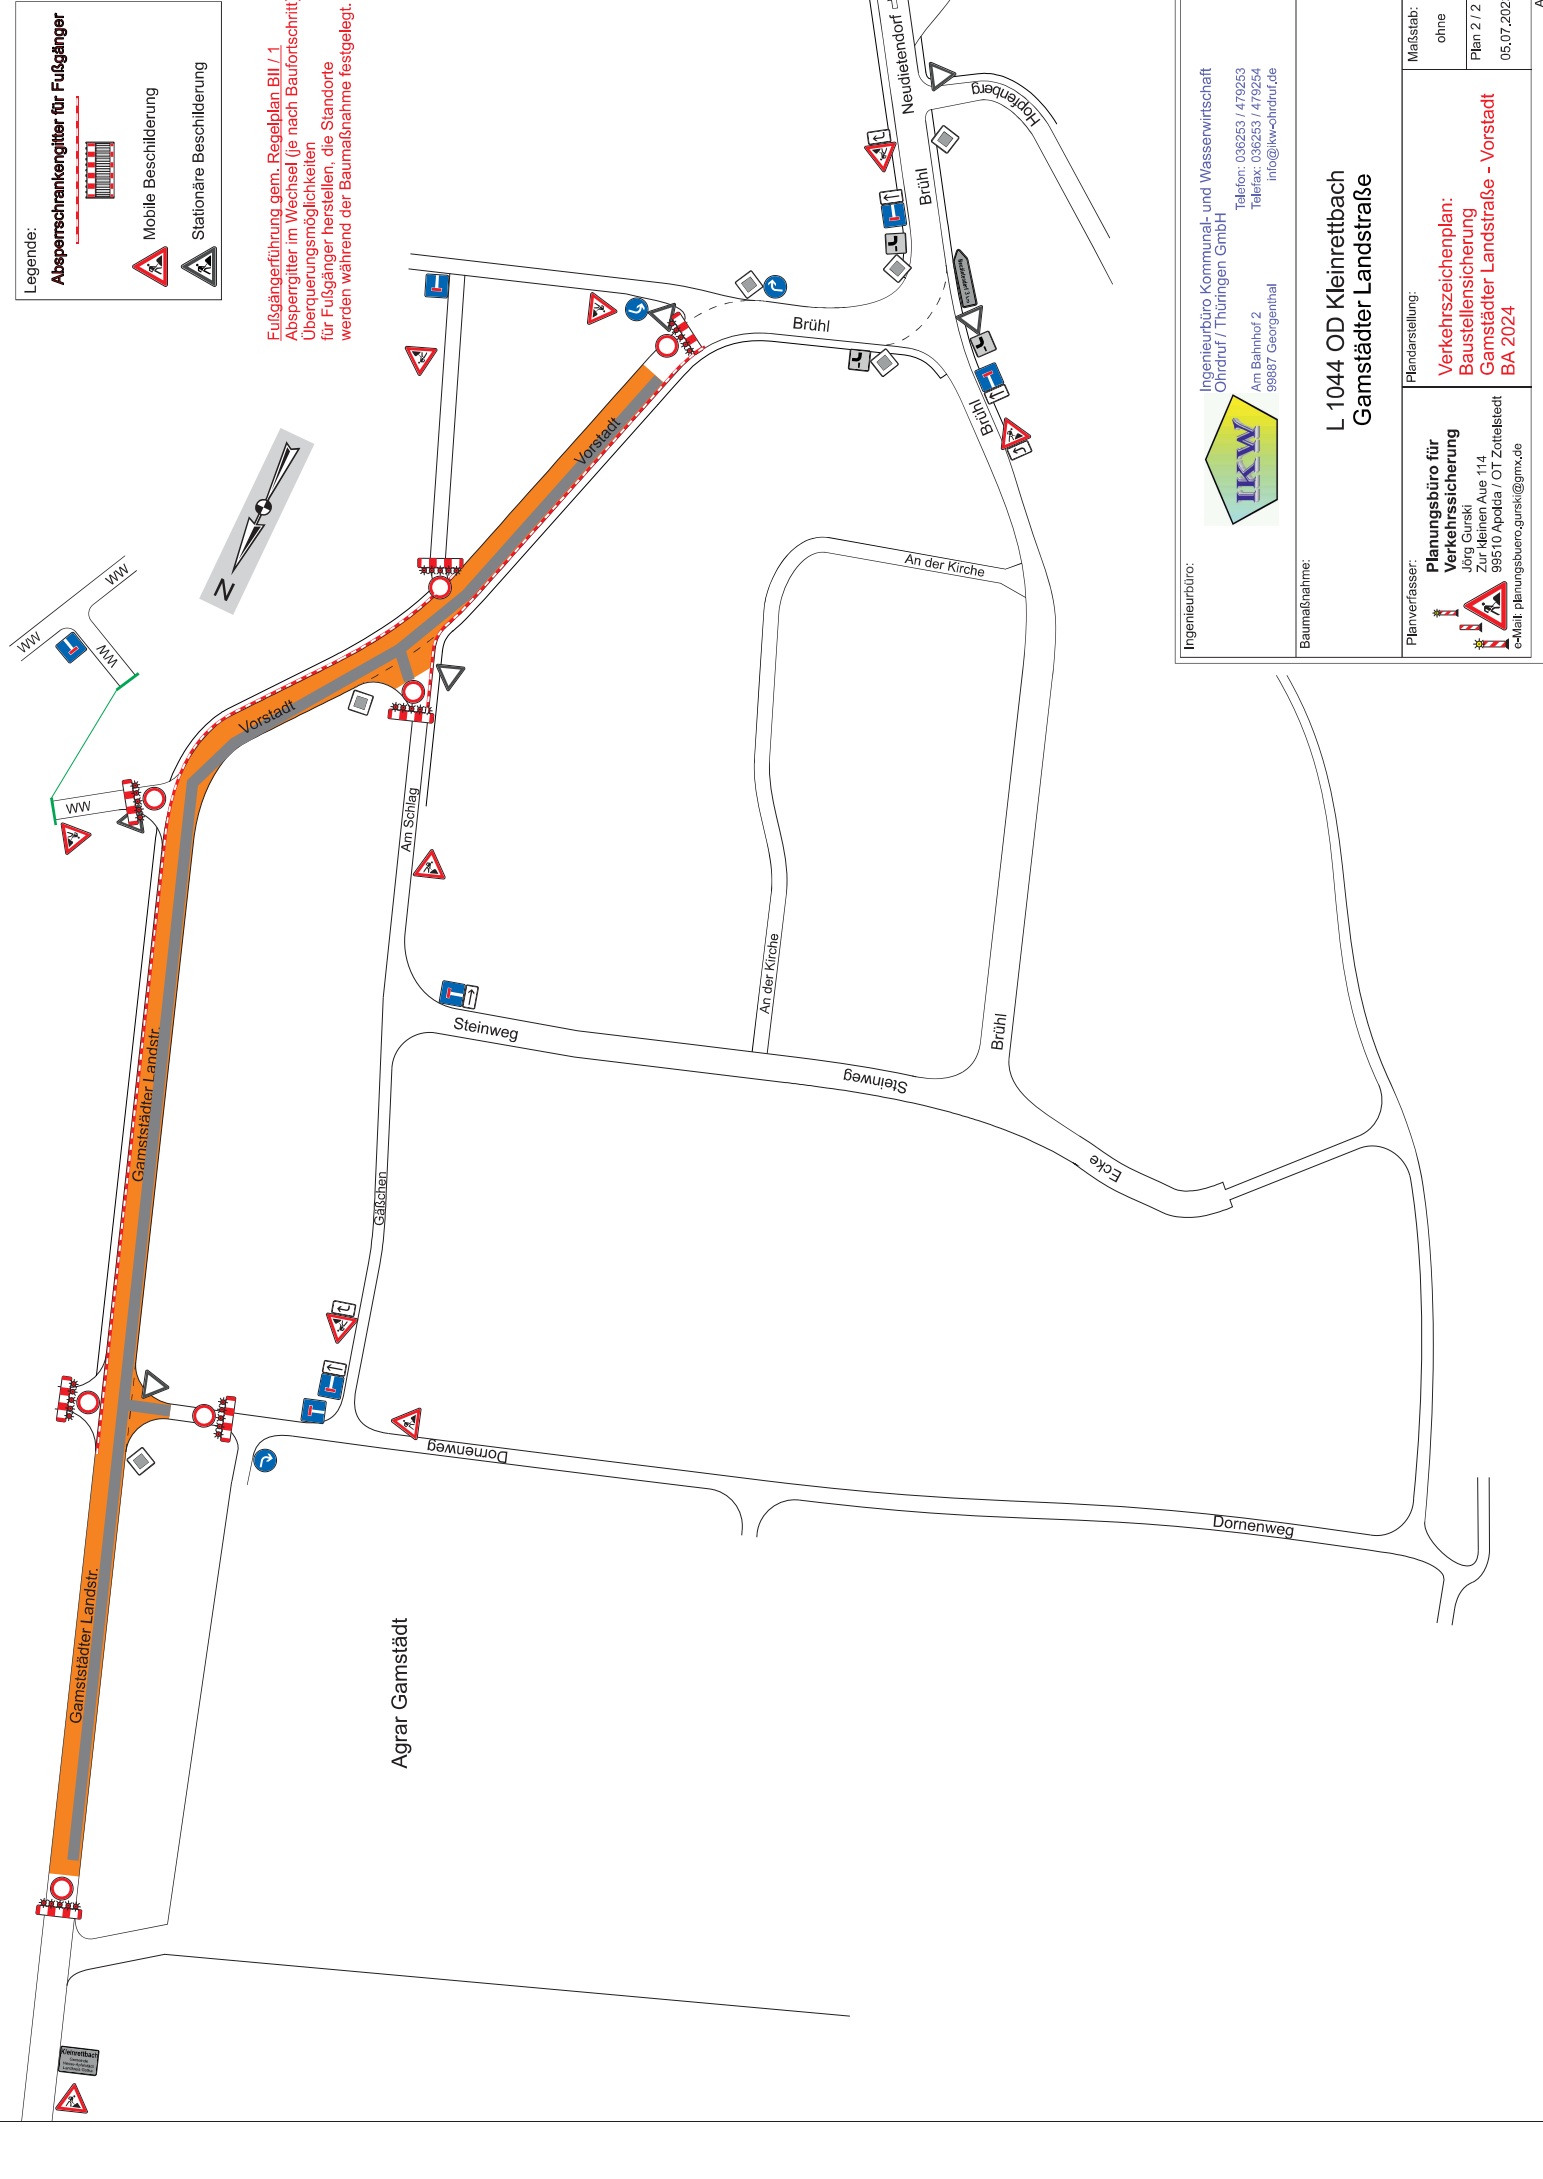 Legende:
Absperrschrankengitter für Fußgänger
Mobile Beschilderung
Stationäre Beschilderung
Fußgängerführung gem. Regelplan BII / 1
Absperrgitter im Wechsel (je nach Baufortschritt)
Überquerungsmöglichkeiten
für Fußgänger herstellen, die Standorte
werden während der Baumaßnahme festgelegt.
N
WW
WW
WW
WW
Vorstadt
Vorstadt
Gamststädter Landstr.
Gamststädter Landstr.
Am Schlag
Steinweg
Steinweg
An der Kirche
An der Kirche
Brühl
Brühl
Brühl
Brühl
Neudietendorf
Hopfenberg
Ecke
Gäßchen
Dornenweg
Dornenweg
Agrar Gamstädt
Kleinrettbach
Ingenieurbüro:
IKW
Ingenieurbüro Kommunal- und Wasserwirtschaft
Ohrdruf / Thüringen GmbH
Telefon: 036253 / 479253
Telefax: 036253 / 479254
info@ikw-ohrdruf.de
Am Bahnhof 2
99887 Georgenthal
Baumaßnahme:
L 1044 OD Kleinrettbach
Gamstädter Landstraße
Planverfasser:
Planungsbüro für
Verkehrssicherung
Jörg Gurski
Zur kleinen Aue 114
99510 Apolda / OT Zottelstedt
e-Mail: planungsbuero.gurski@gmx.de
Plandarstellung:
Verkehrszeichenplan:
Baustellensicherung
Gamstädter Landstraße - Vorstadt
BA 2024
Maßstab:
ohne
Plan 2 / 2
05.07.202